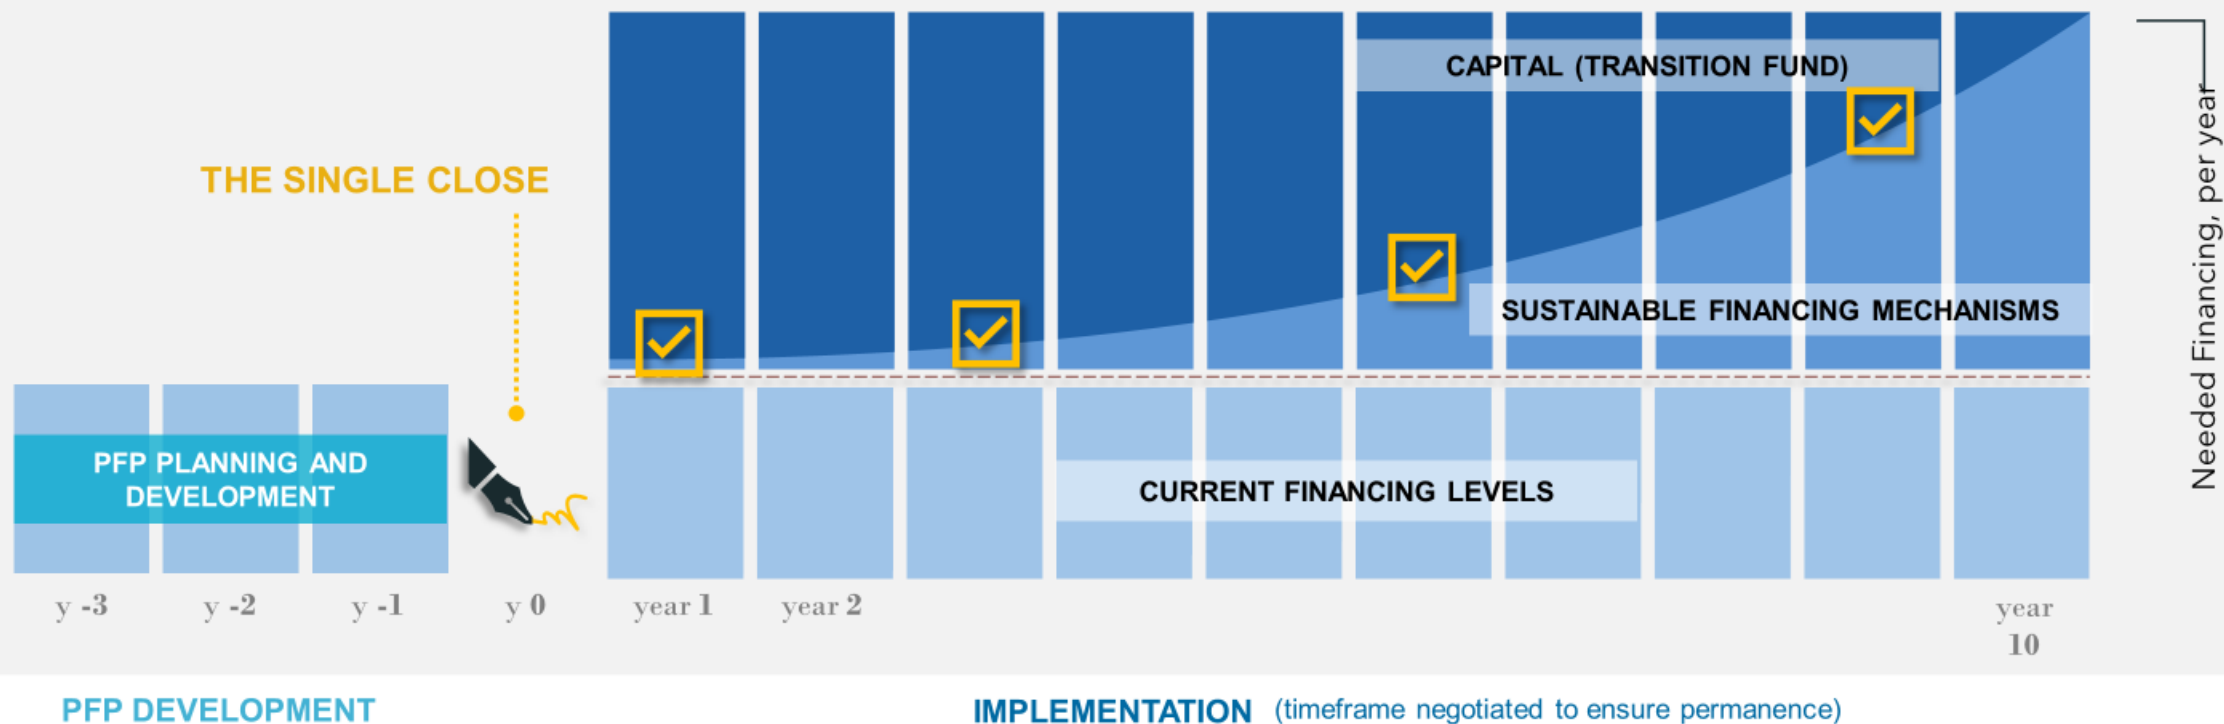 CAPITAL (TRANSITION FUND)
THE SINGLE CLOSE
SUSTAINABLE FINANCING MECHANISMS
Needed Financing, per year
PFP PLANNING AND
DEVELOPMENT
CURRENT FINANCING LEVELS
y -3
y -2
y -1
y 0
year 1
year 2
year
10
PFP DEVELOPMENT
IMPLEMENTATION (timeframe negotiated to ensure permanence)